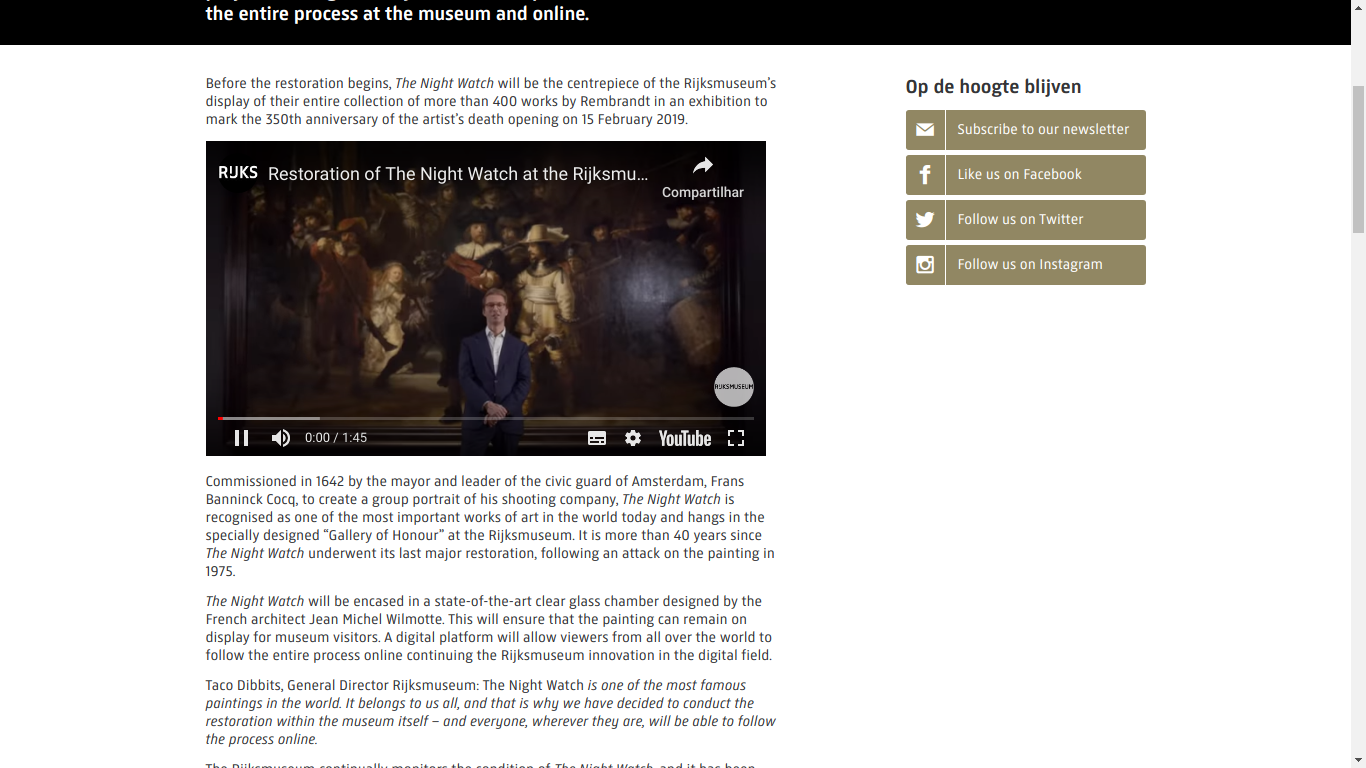 the entire process at the museum and online.
Before the restoration begins, The Night Watch will be the centrepiece of the Rijksmuseum's
display of their entire collection of more than 400 works by Rembrandt in an exhibition to
mark the 350th anniversary of the artist's death opening on 15 February 2019.
RIJKS Restoration of The Night Watch at the Rijksmu...
Compartilhar
RIJKSMUSEUM
0:00 / 1:45
YouTube
Commissioned in 1642 by the mayor and leader of the civic guard of Amsterdam, Frans
Banninck Cocq, to create a group portrait of his shooting company, The Night Watch is
recognised as one of the most important works of art in the world today and hangs in the
specially designed “Gallery of Honour” at the Rijksmuseum. It is more than 40 years since
The Night Watch underwent its last major restoration, following an attack on the painting in
1975.
The Night Watch will be encased in a state-of-the-art clear glass chamber designed by the
French architect Jean Michel Wilmotte. This will ensure that the painting can remain on
display for museum visitors. A digital platform will allow viewers from all over the world to
follow the entire process online continuing the Rijksmuseum innovation in the digital field.
Taco Dibbits, General Director Rijksmuseum: The Night Watch is one of the most famous
paintings in the world. It belongs to us all, and that is why we have decided to conduct the
restoration within the museum itself – and everyone, wherever they are, will be able to follow
the process online.
The Rijksmuseum continually monitors the condition of The Night Watch, and it has been
Op de hoogte blijven
Subscribe to our newsletter
Like us on Facebook
Follow us on Twitter
Follow us on Instagram